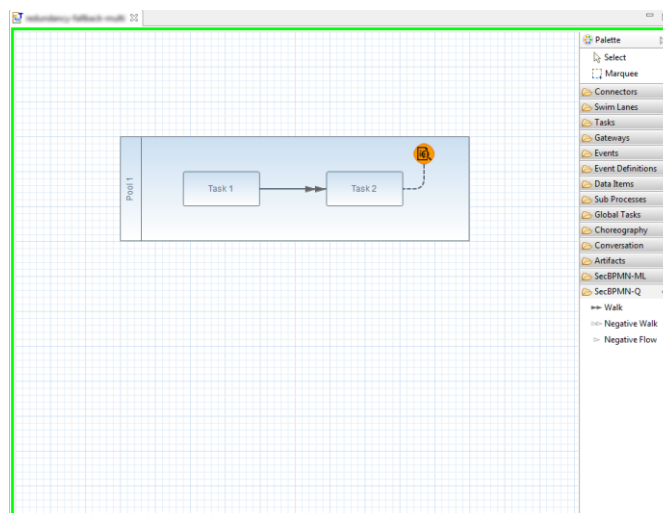 Palette
Select
Marquee
Connectors
Swim Lanes
Tasks
Gateways
Events
Event Definitions
Data Items
Sub Processes
Global Tasks
Choreography
Conversation
Artifacts
SecBPMN-ML
SecBPMN-Q
Walk
Negative Walk
Negative Flow
Pool 1
Task 1
Task 2